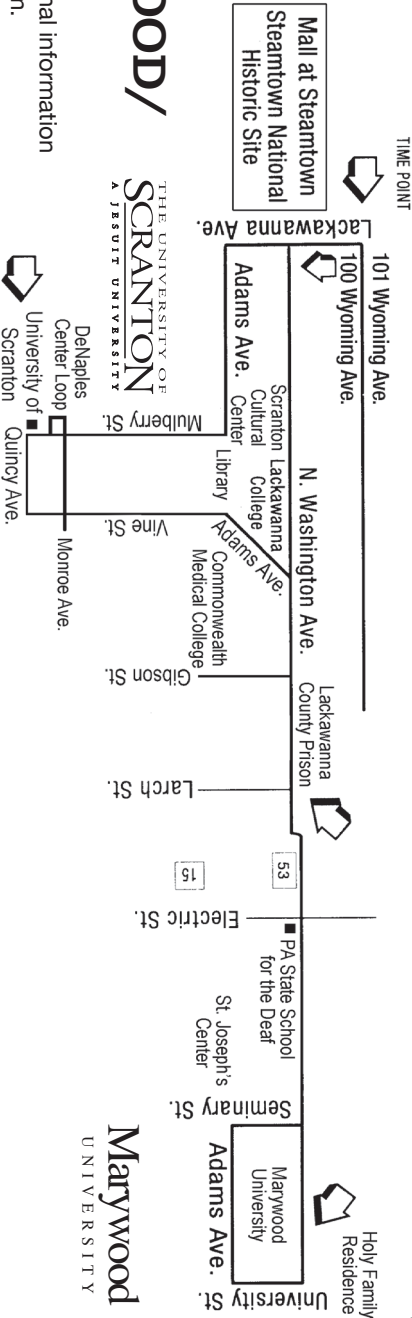 TIME POINT
Mall at Steamtown
Steamtown National
Historic Site
Lackawanna Ave.
101 Wyoming Ave.
100 Wyoming Ave.
Adams Ave.
Scranton
Cultural
Center
Lackawanna
College
N. Washington Ave.
Library
Adams Ave.
Mulberry St.
Vine St.
DeNaples
Center Loop
University of
Scranton
Quincy Ave.
Monroe Ave.
Commonwealth
Medical College
Gibson St.
Lackawanna
County Prison
Larch St.
53
15
Electric St.
PA State School
for the Deaf
St. Joseph's
Center
Seminary St.
Marywood
University
Adams Ave.
University St.
Holy Family
Residence
OOD/
THE UNIVERSITY OF
SCRANTON
A JESUIT UNIVERSITY
Marywood
UNIVERSITY
nal information
n.